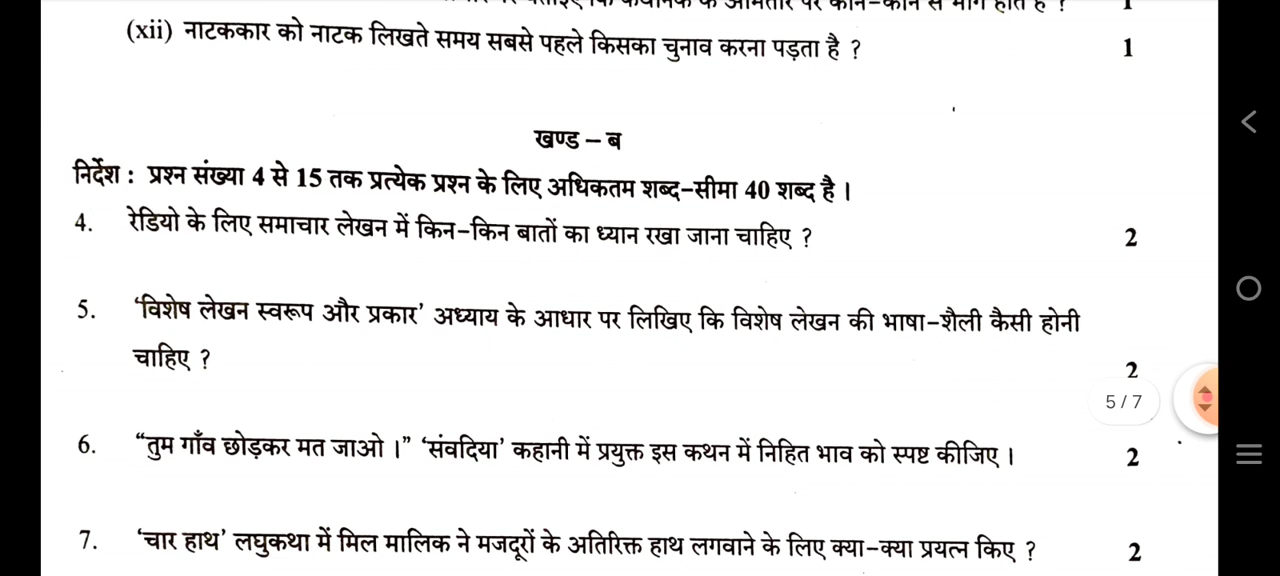 (xii) नाटककार को नाटक लिखते समय सबसे पहले किसका चुनाव करना पड़ता है ? 1
खण्ड – ब
निर्देश : प्रश्न संख्या 4 से 15 तक प्रत्येक प्रश्न के लिए अधिकतम शब्द-सीमा 40 शब्द है ।
4. रेडियो के लिए समाचार लेखन में किन-किन बातों का ध्यान रखा जाना चाहिए ? 2
5. ‘विशेष लेखन स्वरूप और प्रकार’ अध्याय के आधार पर लिखिए कि विशेष लेखन की भाषा-शैली कैसी होनी
चाहिए ? 2
5 / 7
6. “तुम गाँव छोड़कर मत जाओ ।” ‘संवदिया’ कहानी में प्रयुक्त इस कथन में निहित भाव को स्पष्ट कीजिए । 2
7. ‘चार हाथ’ लघुकथा में मिल मालिक ने मजदूरों के अतिरिक्त हाथ लगवाने के लिए क्या-क्या प्रयत्न किए ? 2